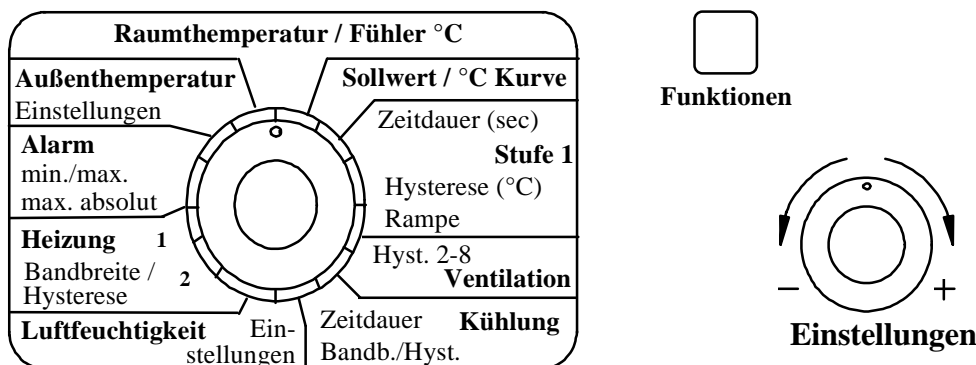 Raumthemperatur / Fühler °C
Außenthemperatur
Einstellungen
Sollwert / °C Kurve
Zeitdauer (sec)
Stufe 1
Hysterese (°C)
Rampe
Alarm
min./max.
max. absolut
Heizung 1
Bandbreite / 2
Hysterese
Hyst. 2-8
Ventilation
Luftfeuchtigkeit Ein-
stellungen
Zeitdauer Kühlung
Bandb./Hyst.
Funktionen
− +
Einstellungen